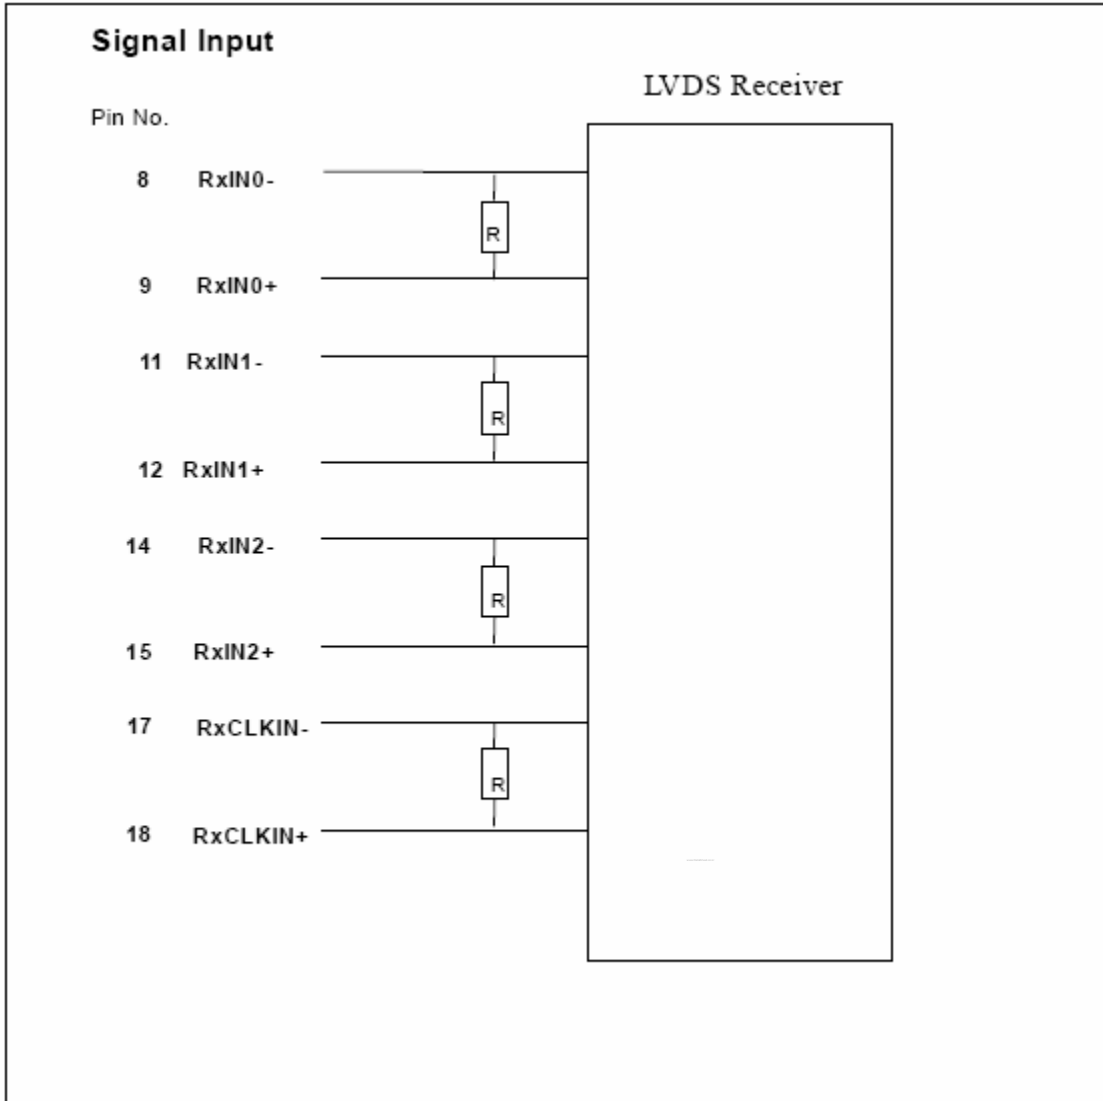 Signal Input
LVDS Receiver
Pin No.
8 RxIN0-
R
9 RxIN0+
11 RxIN1-
R
12 RxIN1+
14 RxIN2-
R
15 RxIN2+
17 RxCLKIN-
R
18 RxCLKIN+